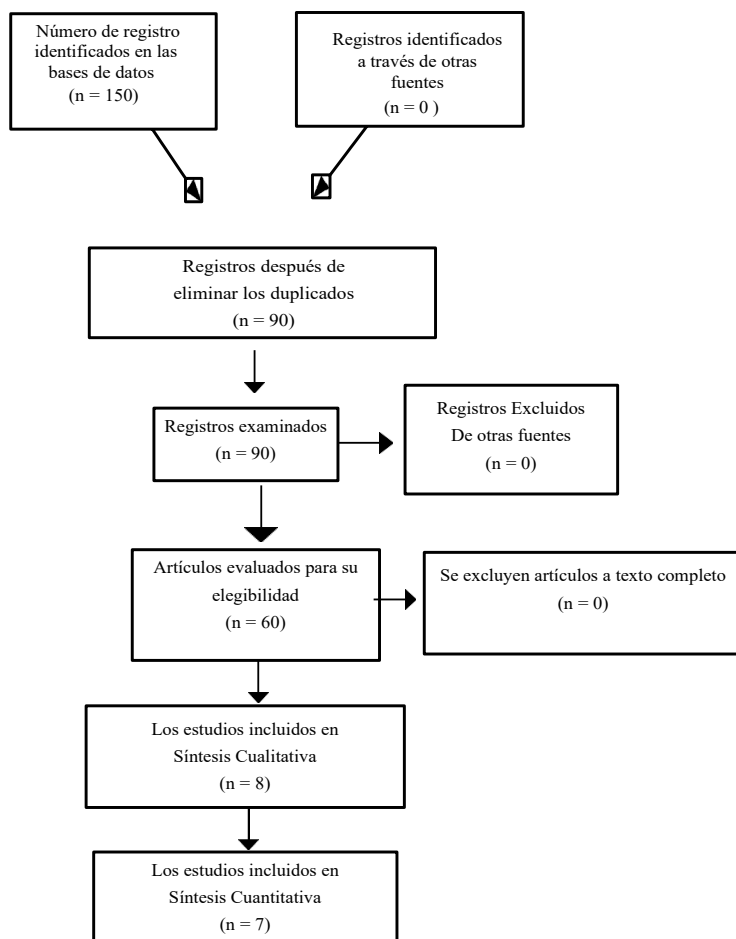 Número de registro
identificados en las
bases de datos
(n = 150)
Registros identificados
a través de otras
fuentes
(n = 0 )
Registros después de
eliminar los duplicados
(n = 90)
Registros examinados
(n = 90)
Registros Excluidos
De otras fuentes
(n = 0)
Artículos evaluados para su
elegibilidad
(n = 60)
Se excluyen artículos a texto completo
(n = 0)
Los estudios incluidos en
Síntesis Cualitativa
(n = 8)
Los estudios incluidos en
Síntesis Cuantitativa
(n = 7)